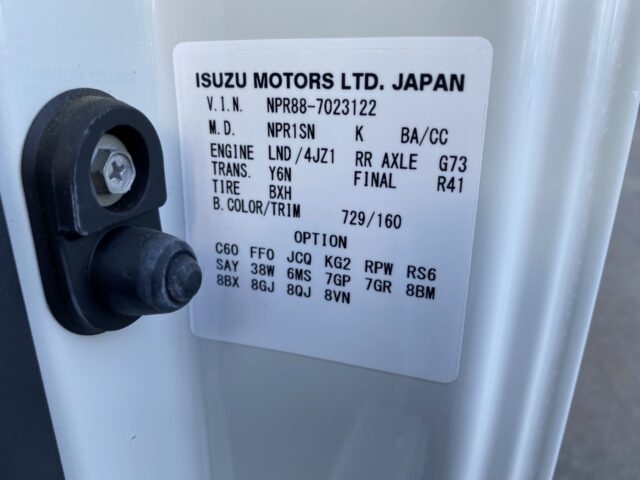 ISUZU MOTORS LTD. JAPAN
V.I.N. NPR88-7023122
M.D. NPR1SN K BA/CC
ENGINE LND/4JZ1 RR AXLE G73
TRANS. Y6N FINAL R41
TIRE BXH
B.COLOR/TRIM 729/160
OPTION
C60 FF0 JCQ KG2 RPW RS6
SAY 38W 6MS 7GP 7GR 8BM
8BX 8GJ 8QJ 8VN